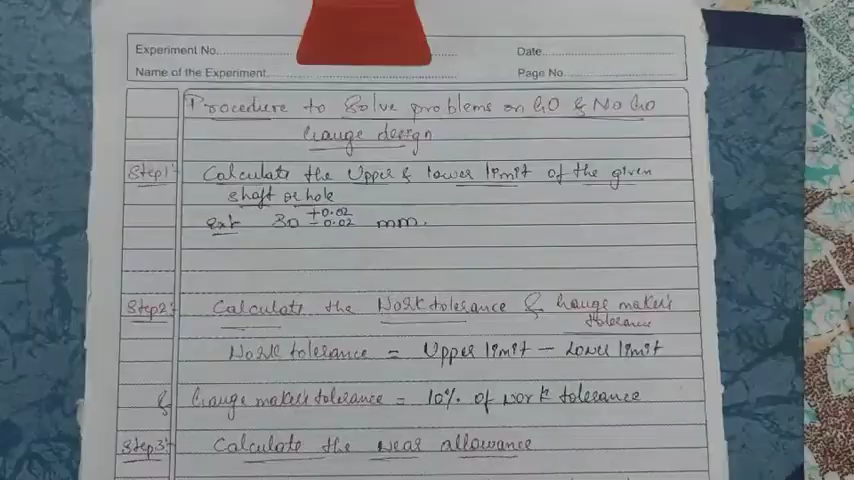 Experiment No.
Date
Name of the Experiment
Page No.
Procedure to Solve problems on GO & No GO
Gauge design
Step1: Calculate the Upper & lower limit of the given
shaft or hole
ex: 30 +0.02 -0.02 mm.
Step2: Calculate the Work tolerance & Gauge maker's
tolerance
Work tolerance = Upper limit - Lower limit
& Gauge maker's tolerance = 10% of work tolerance
Step3: Calculate the Wear allowance